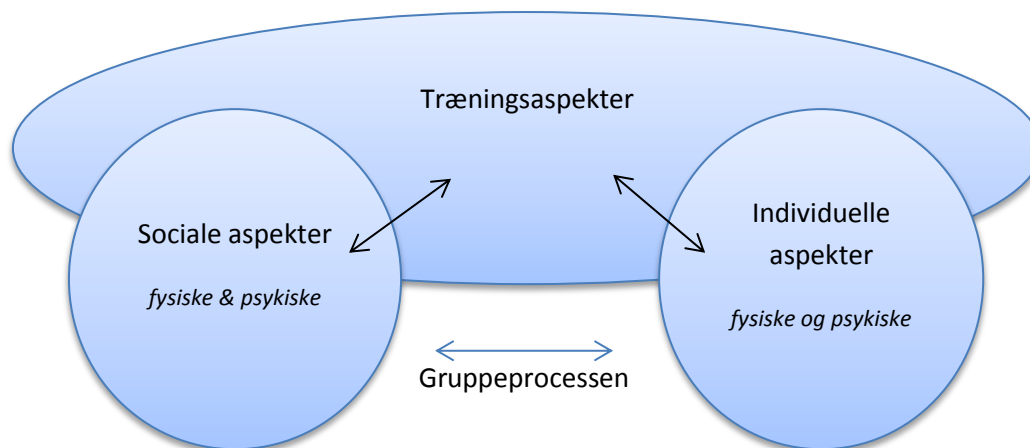 Træningsaspekter
Sociale aspekter
fysiske & psykiske
Individuelle
aspekter
fysiske og psykiske
Gruppeprocessen